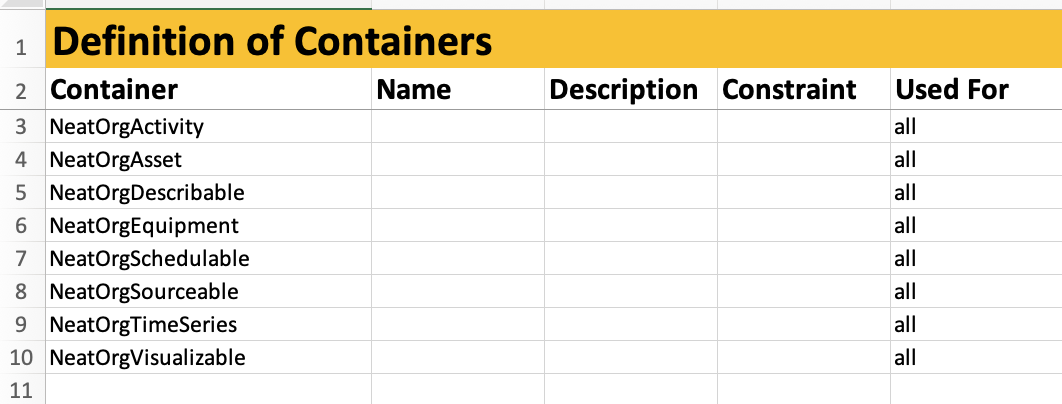 1 Definition of Containers
2 Container Name Description Constraint Used For
3 NeatOrgActivity all
4 NeatOrgAsset all
5 NeatOrgDescribable all
6 NeatOrgEquipment all
7 NeatOrgSchedulable all
8 NeatOrgSourceable all
9 NeatOrgTimeSeries all
10 NeatOrgVisualizable all
11